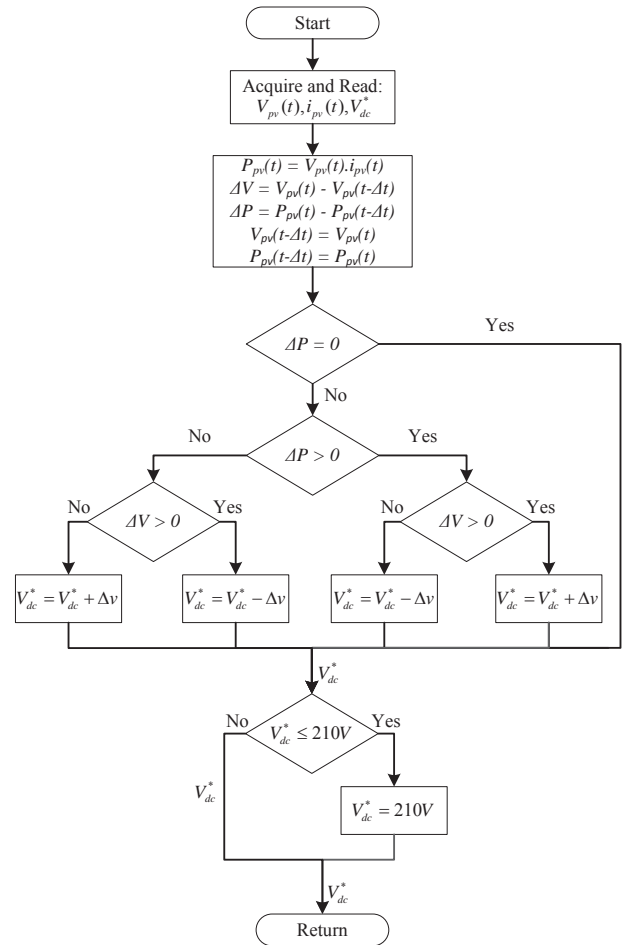 Start
Acquire and Read:
V_pv(t), i_pv(t), V*_dc
P_pv(t) = V_pv(t).i_pv(t)
ΔV = V_pv(t) - V_pv(t-Δt)
ΔP = P_pv(t) - P_pv(t-Δt)
V_pv(t-Δt) = V_pv(t)
P_pv(t-Δt) = P_pv(t)
ΔP = 0
Yes
No
ΔP > 0
No
Yes
ΔV > 0
No
Yes
ΔV > 0
No
Yes
V*_dc = V*_dc + Δv
V*_dc = V*_dc − Δv
V*_dc = V*_dc − Δv
V*_dc = V*_dc + Δv
V*_dc
V*_dc ≤ 210V
No
Yes
V*_dc
V*_dc = 210V
V*_dc
Return